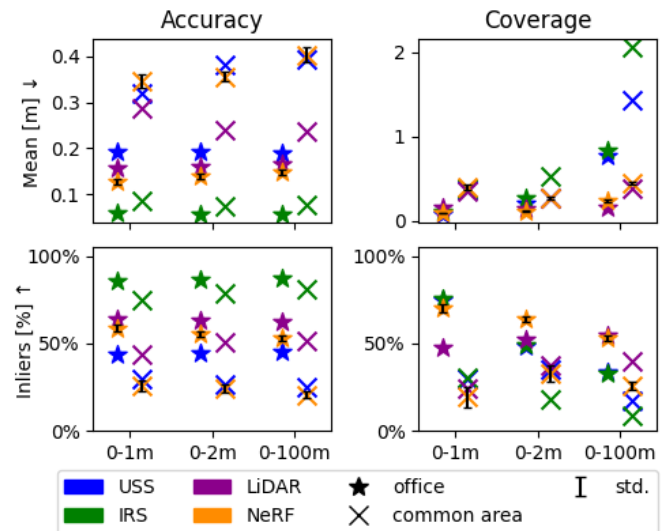 Accuracy
Coverage
Mean [m] ↓
0.4
0.3
0.2
0.1
2
1
0
Inliers [%] ↑
100%
50%
0%
100%
50%
0%
0-1m 0-2m 0-100m
0-1m 0-2m 0-100m
USS LiDAR office std.
IRS NeRF common area